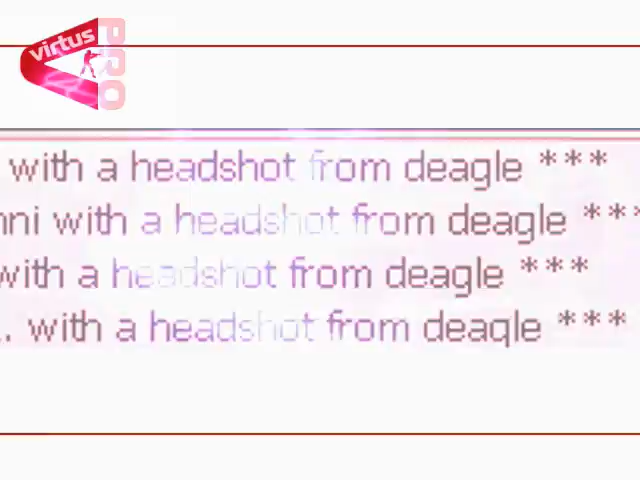 virtus
PRO
with a headshot from deagle ***
nni with a headshot from deagle ***
with a headshot from deagle ***
.. with a headshot from deagle ***